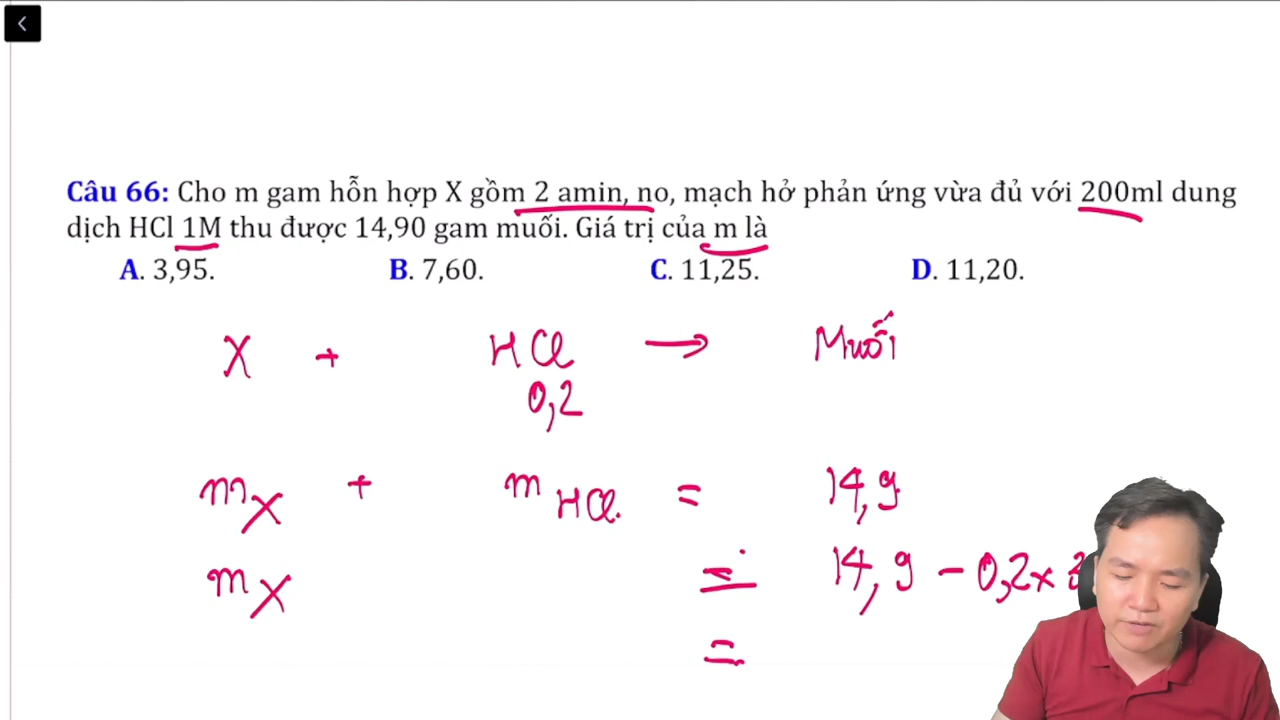 Câu 66: Cho m gam hỗn hợp X gồm 2 amin, no, mạch hở phản ứng vừa đủ với 200ml dung
dịch HCl 1M thu được 14,90 gam muối. Giá trị của m là
A. 3,95. B. 7,60. C. 11,25. D. 11,20.
X + HCl → Muối
0,2
mX + mHCl = 14,9
mX = 14,9 - 0,2x
=